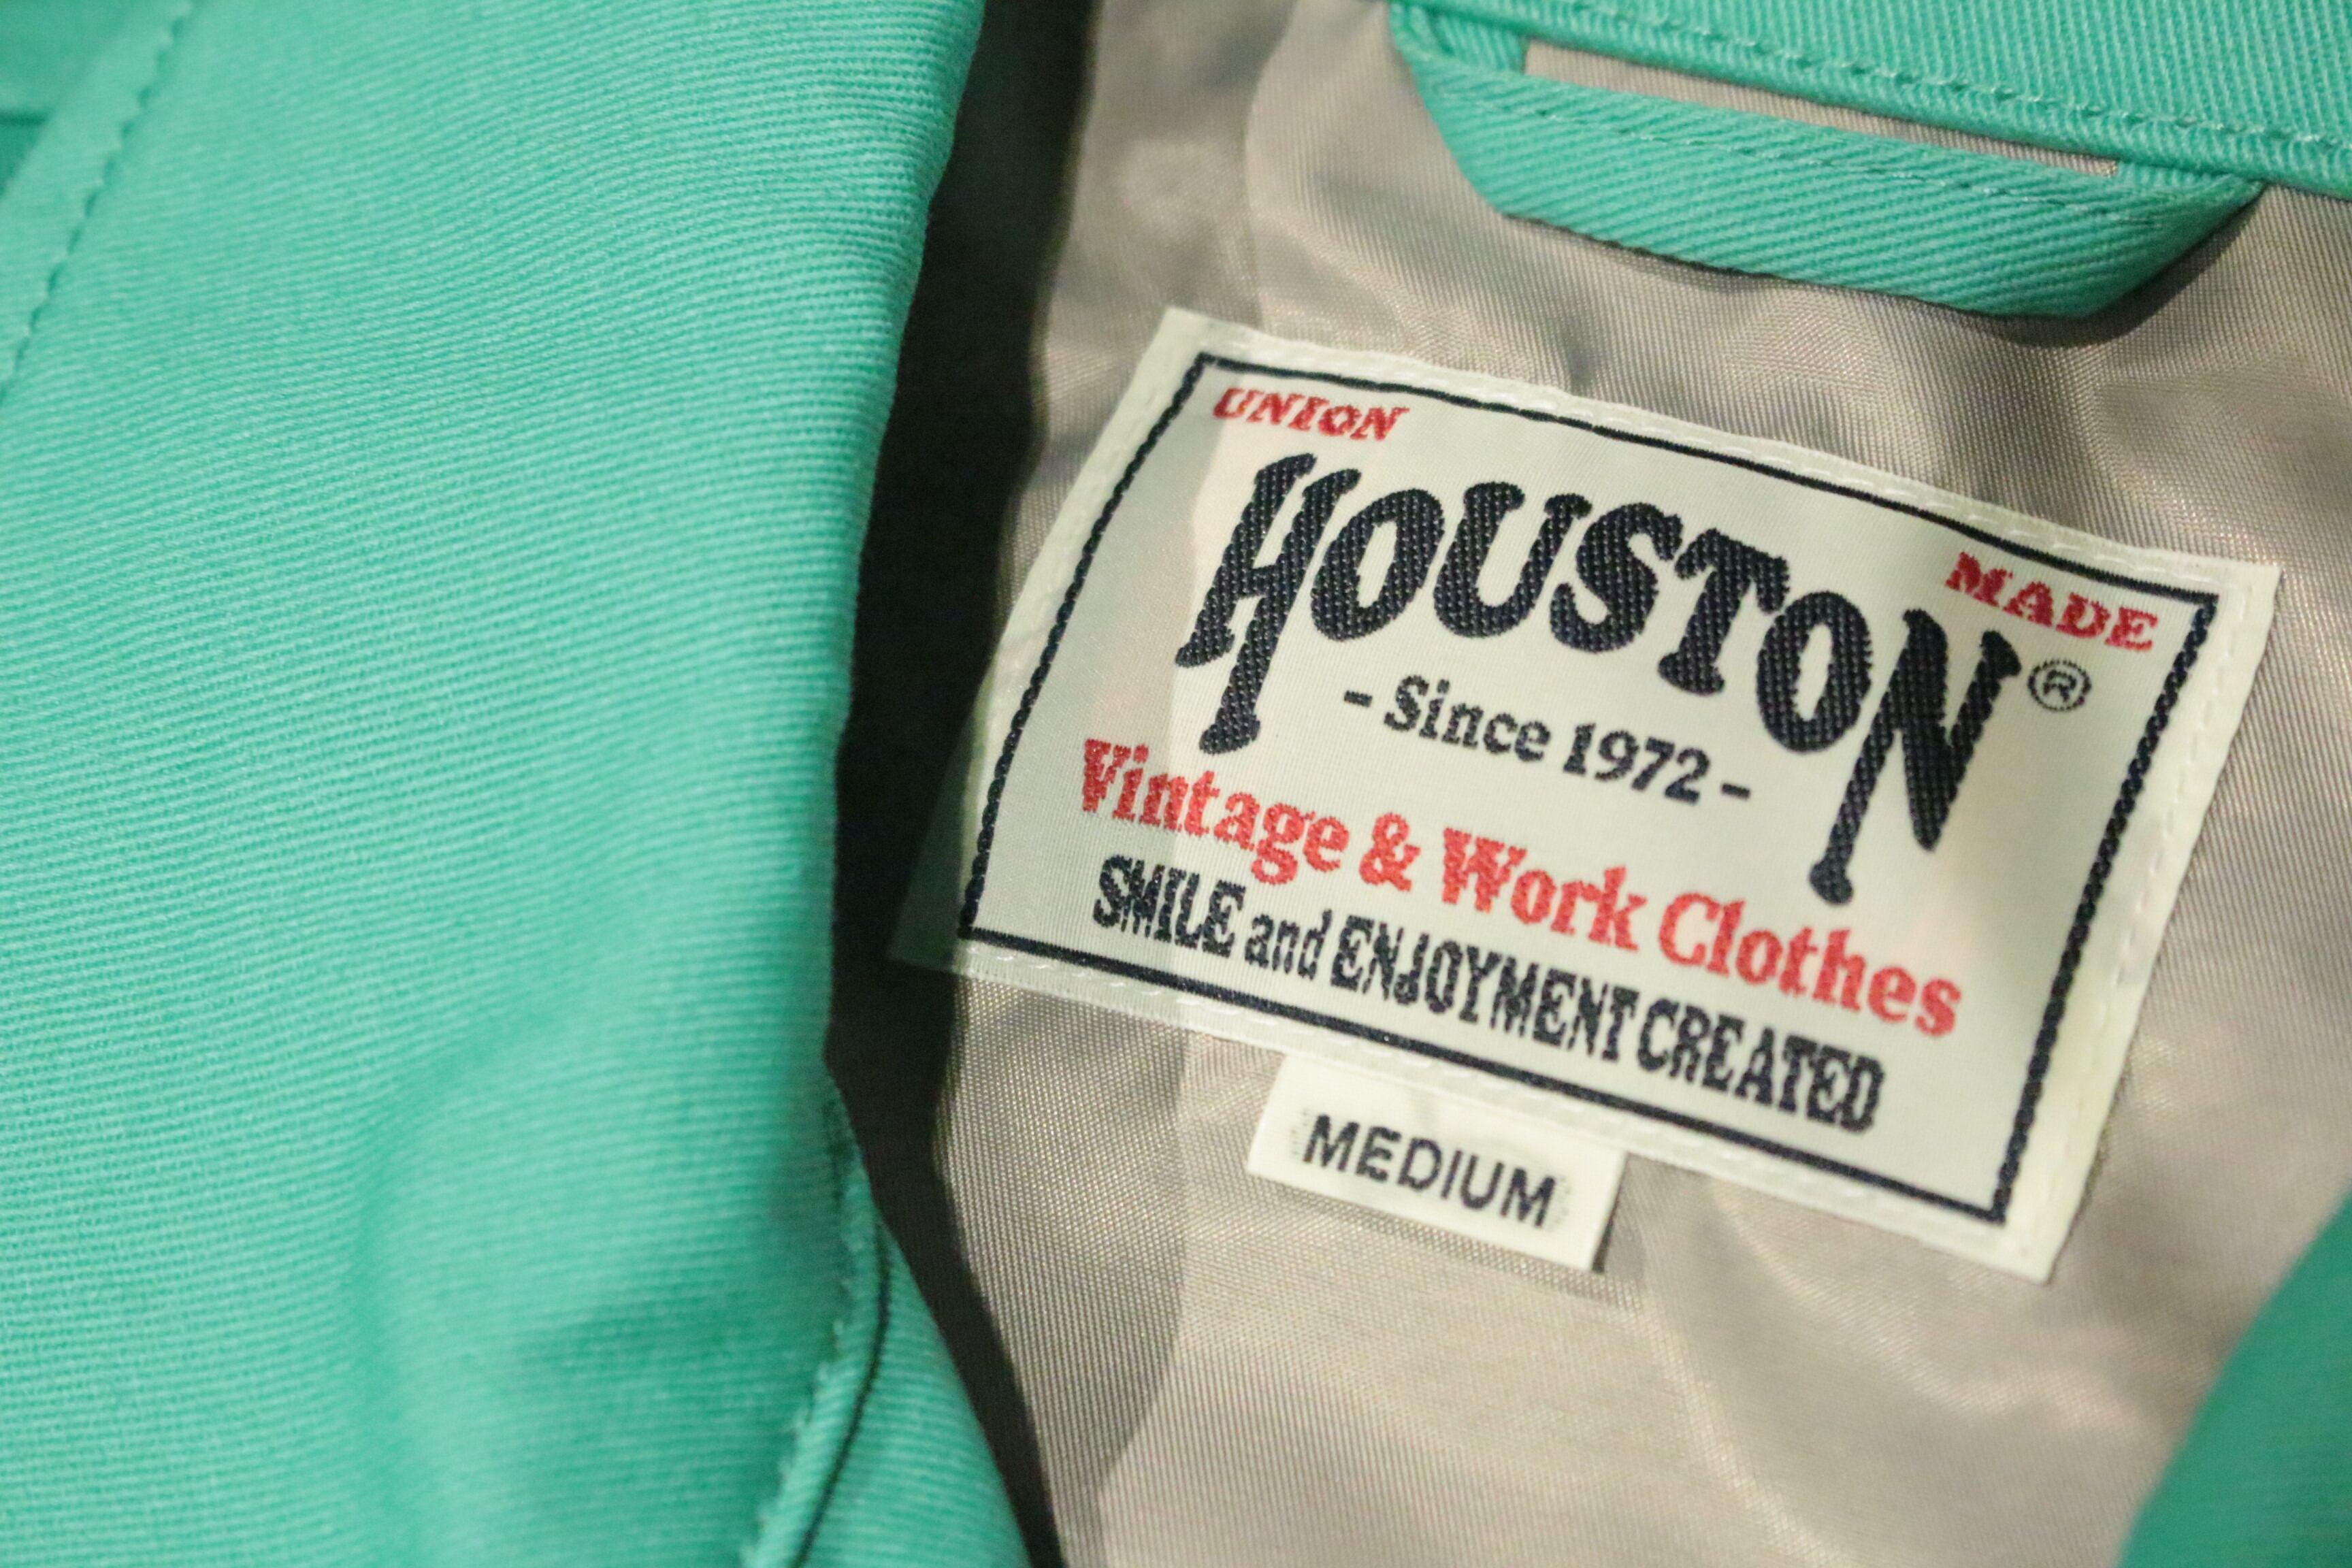 UNION
HOUSTON®
MADE
- Since 1972 -
Vintage & Work Clothes
SMILE and ENJOYMENT CREATED
MEDIUM